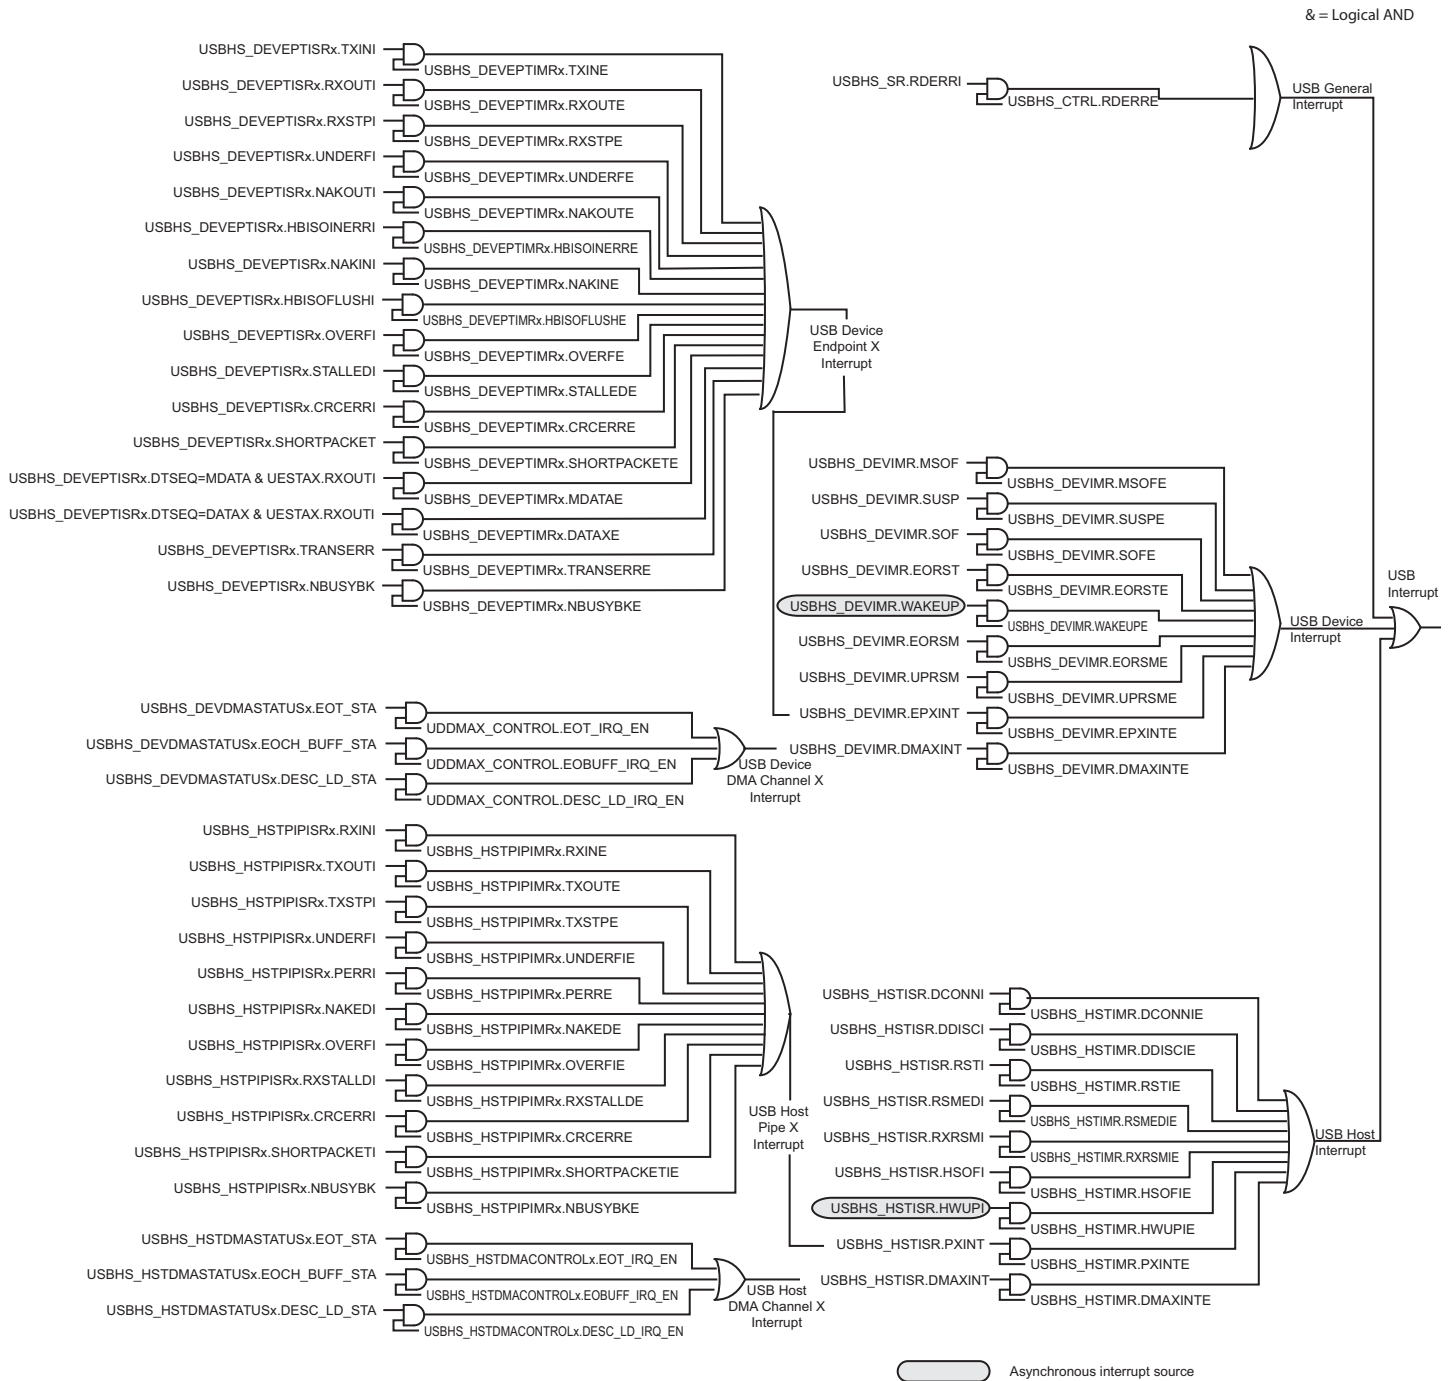 & = Logical AND
USBHS_DEVEPTISRx.TXINI
USBHS_DEVEPTIMRx.TXINE
USBHS_DEVEPTISRx.RXOUTI
USBHS_DEVEPTIMRx.RXOUTE
USBHS_DEVEPTISRx.RXSTPI
USBHS_DEVEPTIMRx.RXSTPE
USBHS_DEVEPTISRx.UNDERFI
USBHS_DEVEPTIMRx.UNDERFE
USBHS_DEVEPTISRx.NAKOUTI
USBHS_DEVEPTIMRx.NAKOUTE
USBHS_DEVEPTISRx.HBISOINERRI
USBHS_DEVEPTIMRx.HBISOINERRE
USBHS_DEVEPTISRx.NAKINI
USBHS_DEVEPTIMRx.NAKINE
USBHS_DEVEPTISRx.HBISOFLUSHI
USBHS_DEVEPTIMRx.HBISOFLUSHE
USBHS_DEVEPTISRx.OVERFI
USBHS_DEVEPTIMRx.OVERFE
USBHS_DEVEPTISRx.STALLEDI
USBHS_DEVEPTIMRx.STALLEDE
USBHS_DEVEPTISRx.CRCERRI
USBHS_DEVEPTIMRx.CRCERRE
USBHS_DEVEPTISRx.SHORTPACKET
USBHS_DEVEPTIMRx.SHORTPACKETE
USBHS_DEVEPTISRx.DTSEQ=MDATA & UESTAX.RXOUTI
USBHS_DEVEPTIMRx.MDATAE
USBHS_DEVEPTISRx.DTSEQ=DATAX & UESTAX.RXOUTI
USBHS_DEVEPTIMRx.DATAXE
USBHS_DEVEPTISRx.TRANSERR
USBHS_DEVEPTIMRx.TRANSERRE
USBHS_DEVEPTISRx.NBUSYBK
USBHS_DEVEPTIMRx.NBUSYBKE
USB Device
Endpoint X
Interrupt
USBHS_SR.RDERRI
USBHS_CTRL.RDERRE
USB General
Interrupt
USBHS_DEVIMR.MSOF
USBHS_DEVIMR.MSOFE
USBHS_DEVIMR.SUSP
USBHS_DEVIMR.SUSPE
USBHS_DEVIMR.SOF
USBHS_DEVIMR.SOFE
USBHS_DEVIMR.EORST
USBHS_DEVIMR.EORSTE
USBHS_DEVIMR.WAKEUP
USBHS_DEVIMR.WAKEUPE
USBHS_DEVIMR.EORSM
USBHS_DEVIMR.EORSME
USBHS_DEVIMR.UPRSM
USBHS_DEVIMR.UPRSME
USBHS_DEVIMR.EPXINT
USBHS_DEVIMR.EPXINTE
USBHS_DEVIMR.DMAXINT
USBHS_DEVIMR.DMAXINTE
USB Device
Interrupt
USB
Interrupt
USBHS_DEVDMASTATUSx.EOT_STA
UDDMAX_CONTROL.EOT_IRQ_EN
USBHS_DEVDMASTATUSx.EOCH_BUFF_STA
UDDMAX_CONTROL.EOBUFF_IRQ_EN
USBHS_DEVDMASTATUSx.DESC_LD_STA
UDDMAX_CONTROL.DESC_LD_IRQ_EN
USB Device
DMA Channel X
Interrupt
USBHS_HSTPIPISRx.RXINI
USBHS_HSTPIPIMRx.RXINE
USBHS_HSTPIPISRx.TXOUTI
USBHS_HSTPIPIMRx.TXOUTE
USBHS_HSTPIPISRx.TXSTPI
USBHS_HSTPIPIMRx.TXSTPE
USBHS_HSTPIPISRx.UNDERFI
USBHS_HSTPIPIMRx.UNDERFIE
USBHS_HSTPIPISRx.PERRI
USBHS_HSTPIPIMRx.PERRE
USBHS_HSTPIPISRx.NAKEDI
USBHS_HSTPIPIMRx.NAKEDE
USBHS_HSTPIPISRx.OVERFI
USBHS_HSTPIPIMRx.OVERFIE
USBHS_HSTPIPISRx.RXSTALLDI
USBHS_HSTPIPIMRx.RXSTALLDE
USBHS_HSTPIPISRx.CRCERRI
USBHS_HSTPIPIMRx.CRCERRE
USBHS_HSTPIPISRx.SHORTPACKETI
USBHS_HSTPIPIMRx.SHORTPACKETIE
USBHS_HSTPIPISRx.NBUSYBK
USBHS_HSTPIPIMRx.NBUSYBKE
USB Host
Pipe X
Interrupt
USBHS_HSTISR.DCONNI
USBHS_HSTIMR.DCONNIE
USBHS_HSTISR.DDISCI
USBHS_HSTIMR.DDISCIE
USBHS_HSTISR.RSTI
USBHS_HSTIMR.RSTIE
USBHS_HSTISR.RSMEDI
USBHS_HSTIMR.RSMEDIE
USBHS_HSTISR.RXRSMI
USBHS_HSTIMR.RXRSMIE
USBHS_HSTISR.HSOFI
USBHS_HSTIMR.HSOFIE
USBHS_HSTISR.HWUPI
USBHS_HSTIMR.HWUPIE
USBHS_HSTISR.PXINT
USBHS_HSTIMR.PXINTE
USBHS_HSTISR.DMAXINT
USBHS_HSTIMR.DMAXINTE
USB Host
Interrupt
USBHS_HSTDMASTATUSx.EOT_STA
USBHS_HSTDMACONTROLx.EOT_IRQ_EN
USBHS_HSTDMASTATUSx.EOCH_BUFF_STA
USBHS_HSTDMACONTROLx.EOBUFF_IRQ_EN
USBHS_HSTDMASTATUSx.DESC_LD_STA
USBHS_HSTDMACONTROLx.DESC_LD_IRQ_EN
USB Host
DMA Channel X
Interrupt
Asynchronous interrupt source